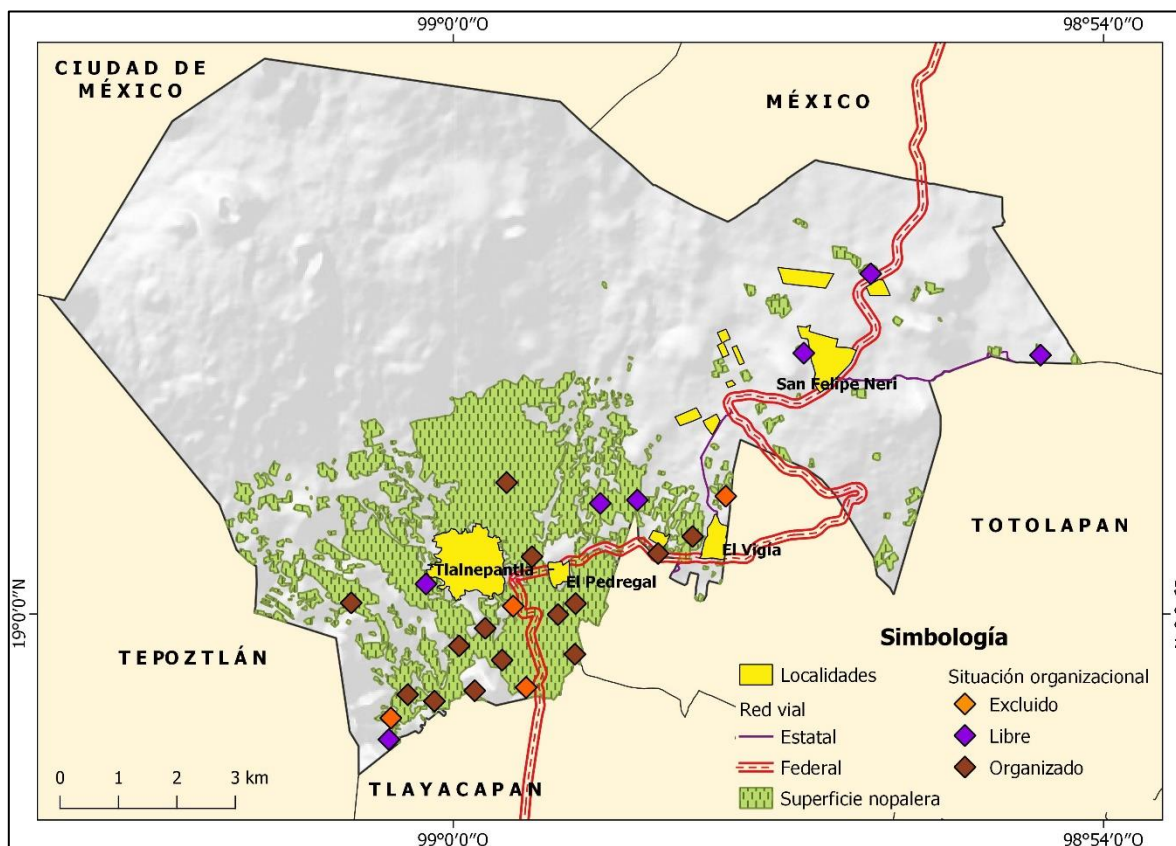 99°0'0"O
98°54'0"O
CIUDAD DE
MÉXICO
MÉXICO
San Felipe Neri
TOTOLAPAN
El Vigía
Tlalnepantla
El Pedregal
19°0'0"N
TEPOZTLÁN
Simbología
Localidades
Red vial
Estatal
Federal
Superficie nopalera
Situación organizacional
Excluido
Libre
Organizado
0 1 2 3 km
TLAYACAPAN
99°0'0"O
98°54'0"O